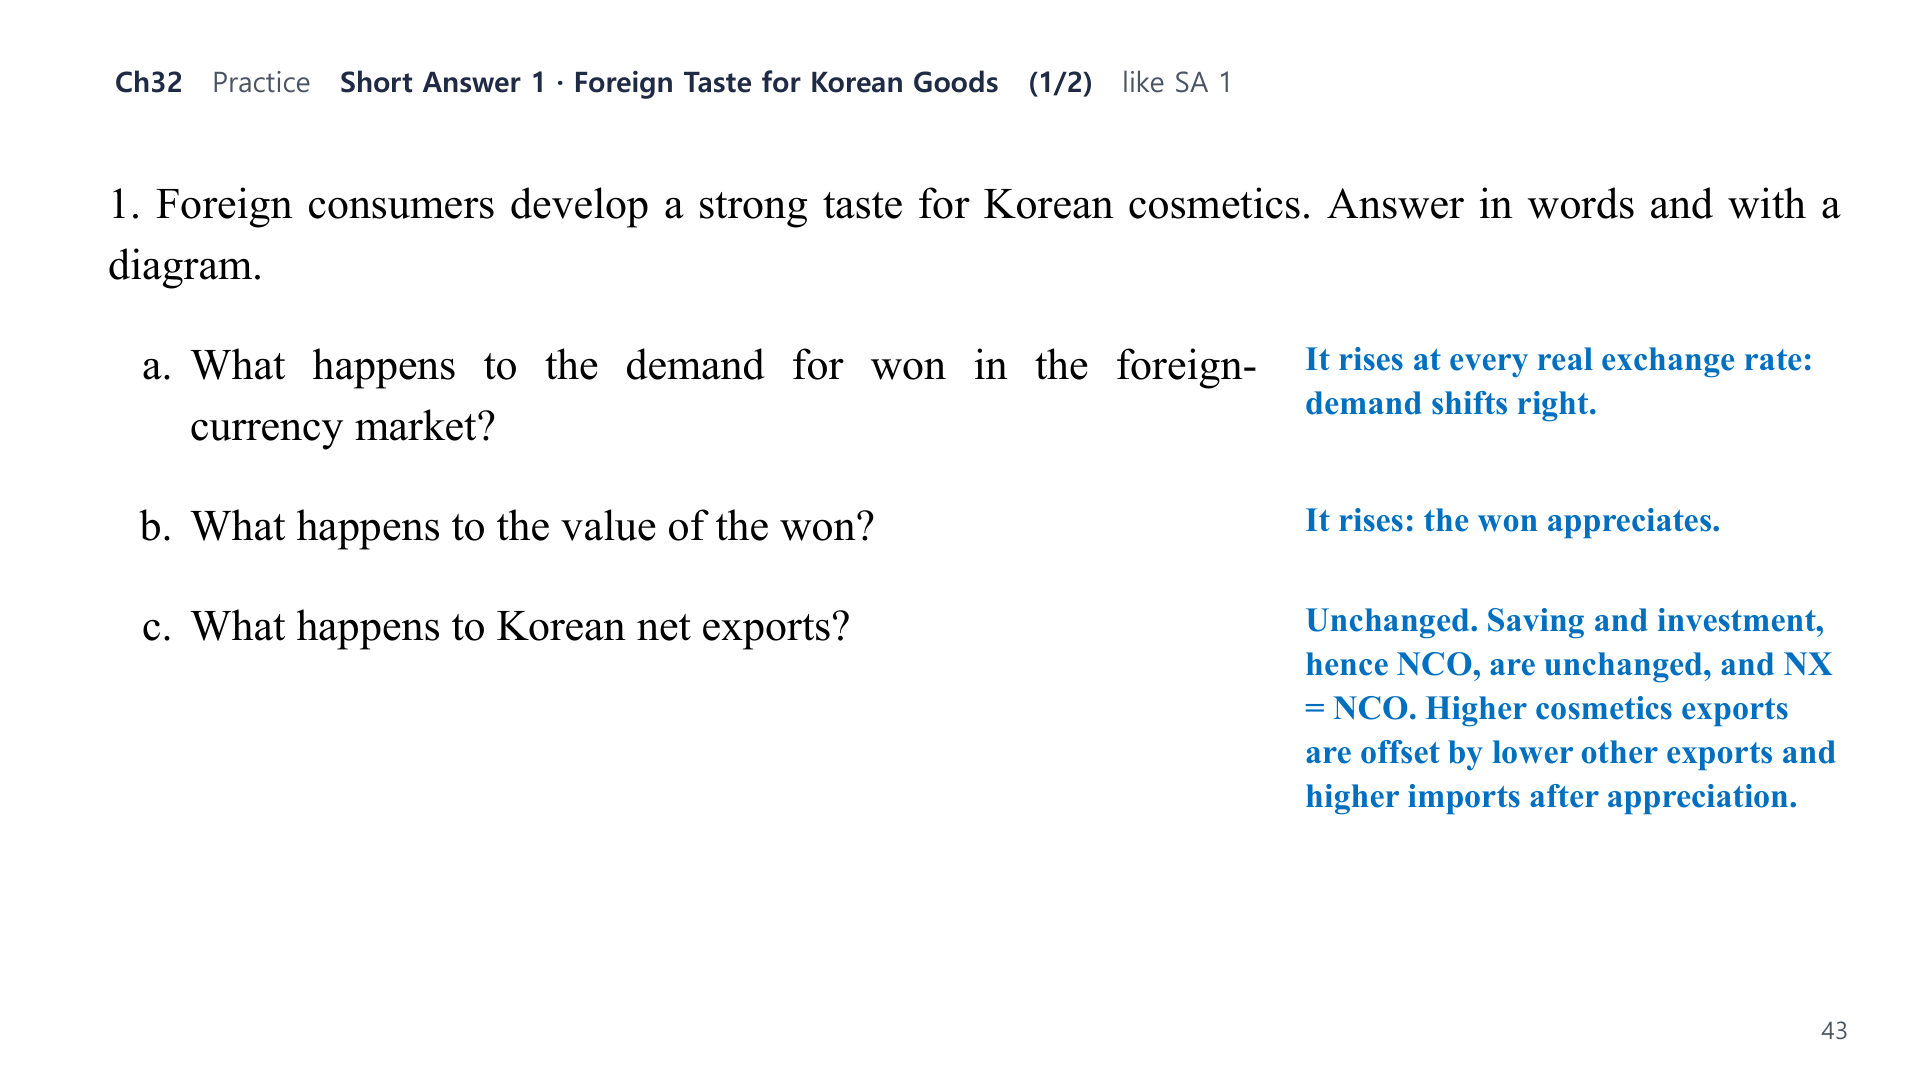 Ch32 Practice Short Answer 1 · Foreign Taste for Korean Goods (1/2) like SA 1
1. Foreign consumers develop a strong taste for Korean cosmetics. Answer in words and with a
diagram.
a. What happens to the demand for won in the foreign-
currency market?
It rises at every real exchange rate:
demand shifts right.
b. What happens to the value of the won?
It rises: the won appreciates.
c. What happens to Korean net exports?
Unchanged. Saving and investment,
hence NCO, are unchanged, and NX
= NCO. Higher cosmetics exports
are offset by lower other exports and
higher imports after appreciation.
43